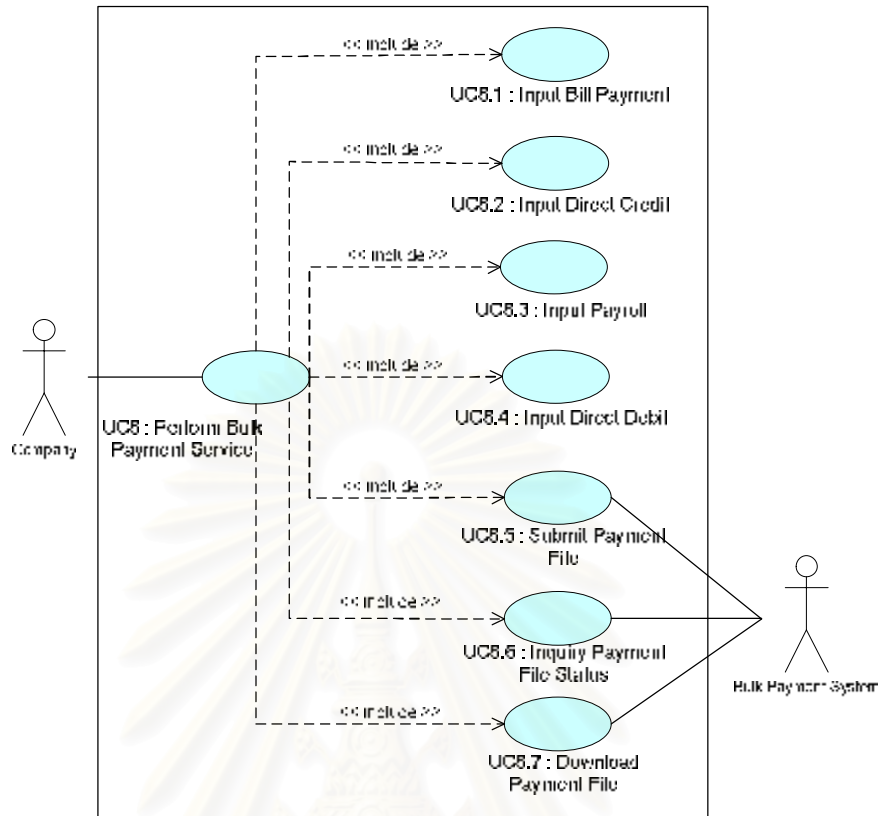 << include >>
UC8.1 : Input Bill Payment
<< include >>
UC8.2 : Input Direct Credit
<< include >>
UC8.3 : Input Payroll
<< include >>
UC8.4 : Input Direct Debit
Company
UC8 : Perform Bulk
Payment Service
<< include >>
UC8.5 : Submit Payment
File
<< include >>
UC8.6 : Inquiry Payment
File Status
Bulk Payment System
<< include >>
UC8.7 : Download
Payment File